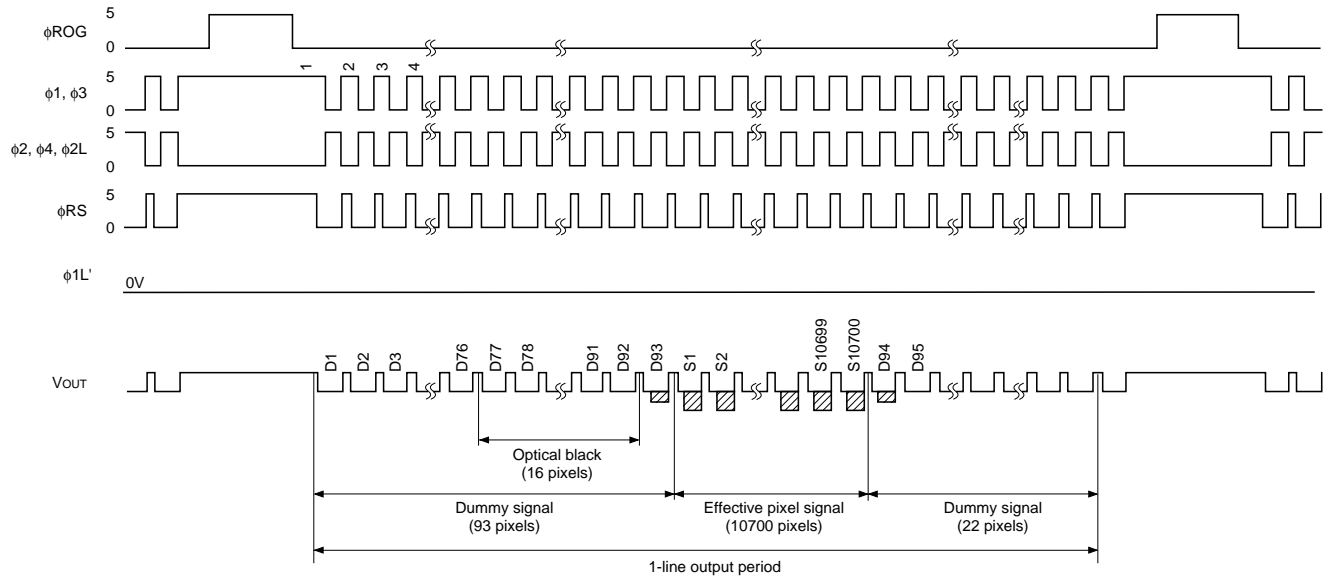 φROG
5
0
1 2 3 4
φ1, φ3
5
0
φ2, φ4, φ2L
5
0
φRS
5
0
φ1L'
0V
D1 D2 D3 D76 D77 D78 D91 D92 D93 S1 S2 S10699 S10700 D94 D95
VOUT
Optical black
(16 pixels)
Dummy signal
(93 pixels)
Effective pixel signal
(10700 pixels)
Dummy signal
(22 pixels)
1-line output period